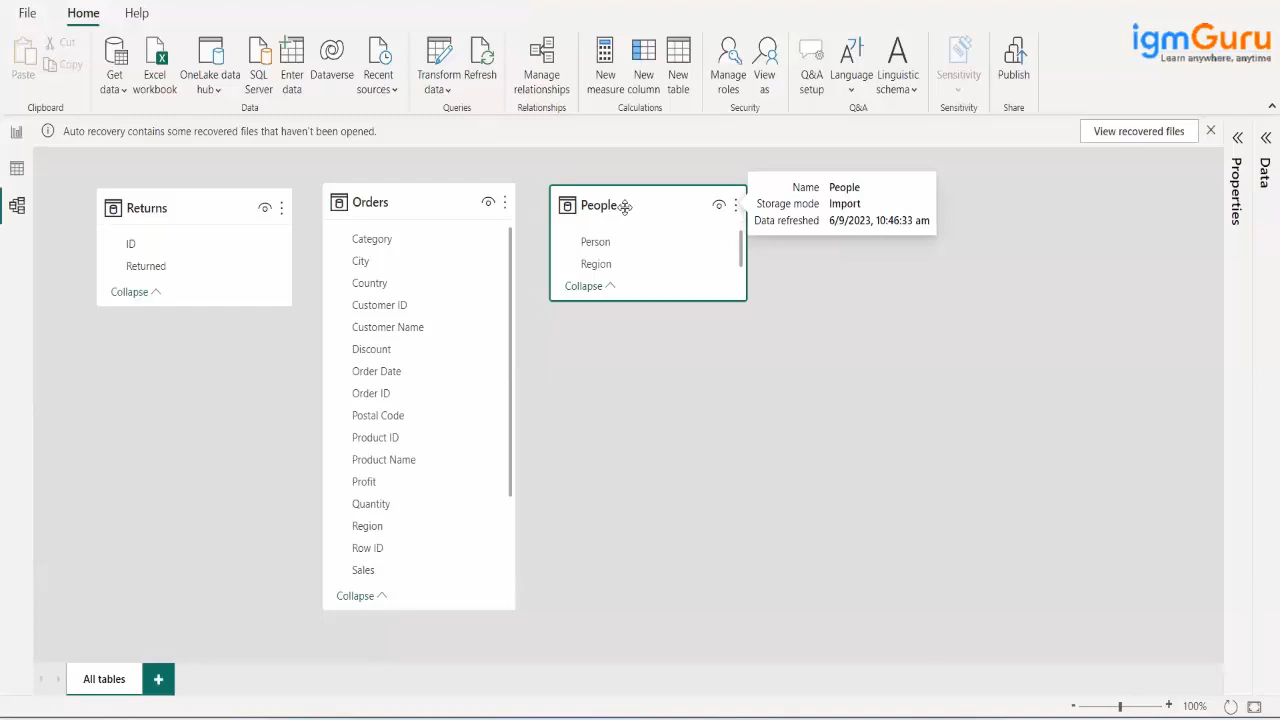 File Home Help
igmGuru
Learn anywhere, anytime
Paste
Cut
Copy
Clipboard
Get data
Excel workbook
OneLake data hub
SQL Server
Enter data
Dataverse
Recent sources
Data
Transform data
Refresh
Queries
Manage relationships
Relationships
New measure
New column
New table
Calculations
Manage roles
View as
Security
Q&A setup
Language
Linguistic schema
Q&A
Sensitivity
Sensitivity
Publish
Share
Auto recovery contains some recovered files that haven't been opened.
View recovered files
Returns
ID
Returned
Collapse
Orders
Category
City
Country
Customer ID
Customer Name
Discount
Order Date
Order ID
Postal Code
Product ID
Product Name
Profit
Quantity
Region
Row ID
Sales
Collapse
People
Person
Region
Collapse
Name People
Storage mode Import
Data refreshed 6/9/2023, 10:46:33 am
Properties
Data
All tables
100%